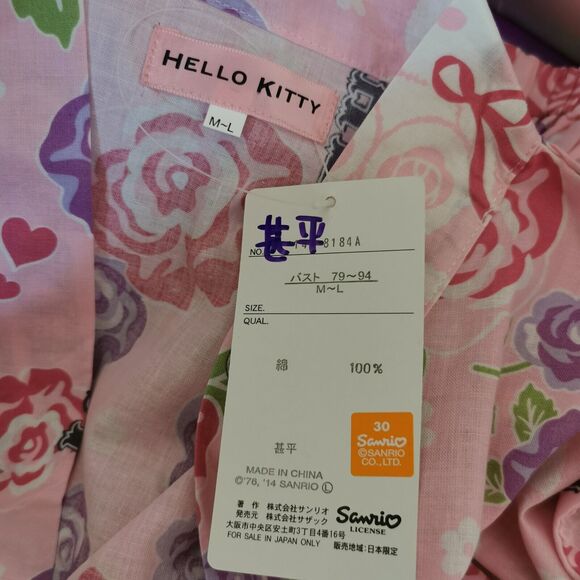 HELLO KITTY
M~L
甚平
NO. 8184A
バスト 79～94
M～L
SIZE.
QUAL.
綿 100%
甚平
30
Sanrio
©SANRIO
CO., LTD.
MADE IN CHINA
©'76, '14 SANRIO Ⓛ
著 作 株式会社サンリオ
発売元 株式会社サザック
大阪市中央区安土町3丁目4番16号
FOR SALE IN JAPAN ONLY 販売地域:日本限定
Sanrio
LICENSE